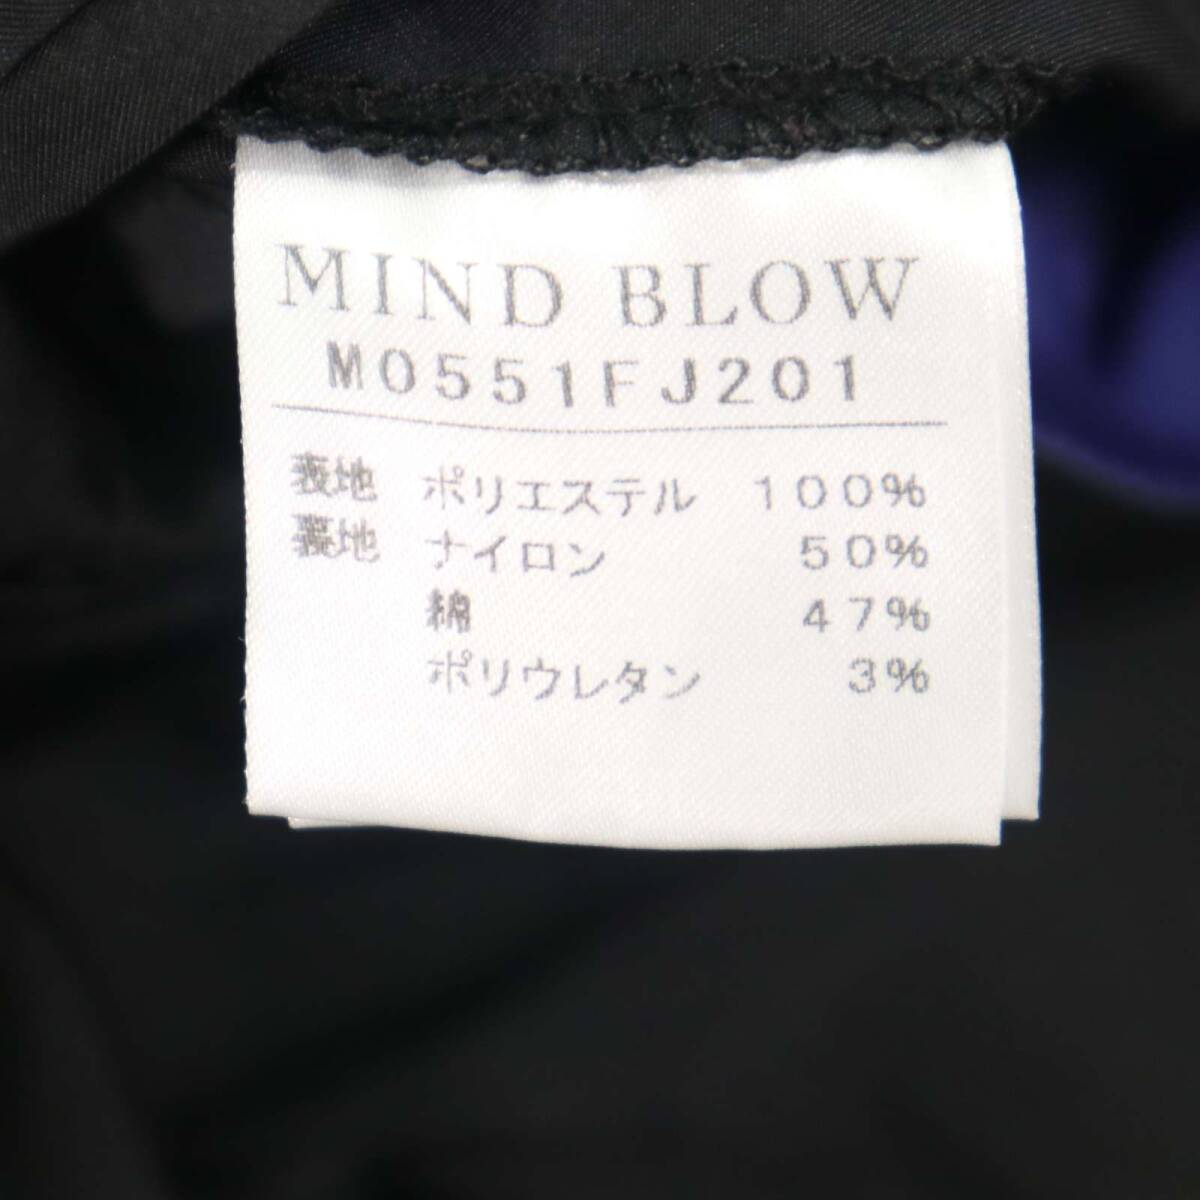 MIND BLOW
M0551FJ201
表地 ポリエステル 100%
裏地 ナイロン 50%
綿 47%
ポリウレタン 3%